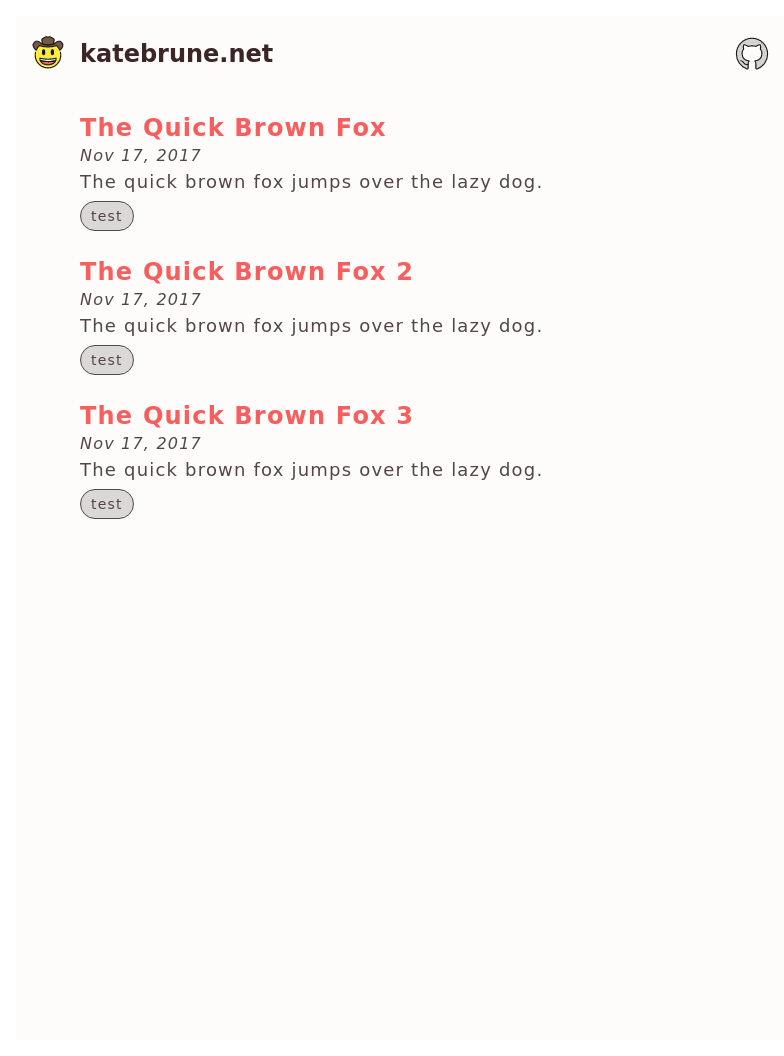 katebrune.net
The Quick Brown Fox
Nov 17, 2017
The quick brown fox jumps over the lazy dog.
test
The Quick Brown Fox 2
Nov 17, 2017
The quick brown fox jumps over the lazy dog.
test
The Quick Brown Fox 3
Nov 17, 2017
The quick brown fox jumps over the lazy dog.
test